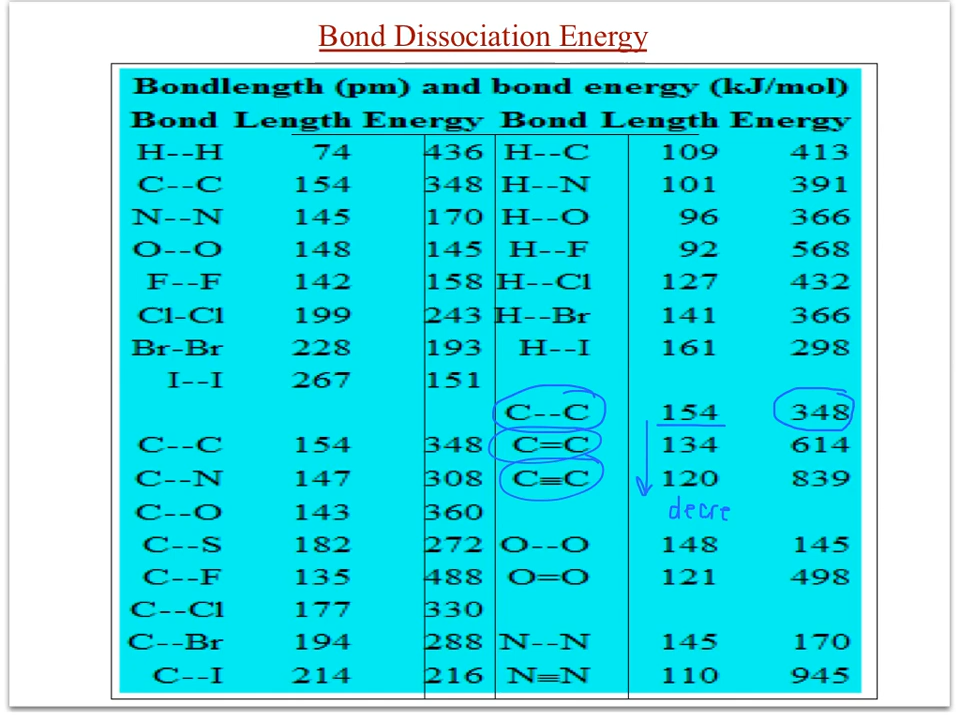 Bond Dissociation Energy
Bondlength (pm) and bond energy (kJ/mol)
Bond Length Energy Bond Length Energy
H--H 74 436 H--C 109 413
C--C 154 348 H--N 101 391
N--N 145 170 H--O 96 366
O--O 148 145 H--F 92 568
F--F 142 158 H--Cl 127 432
Cl-Cl 199 243 H--Br 141 366
Br-Br 228 193 H--I 161 298
I--I 267 151
C--C 154 348
C--C 154 348 C=C 134 614
C--N 147 308 C≡C 120 839
C--O 143 360 decre
C--S 182 272 O--O 148 145
C--F 135 488 O=O 121 498
C--Cl 177 330
C--Br 194 288 N--N 145 170
C--I 214 216 N≡N 110 945